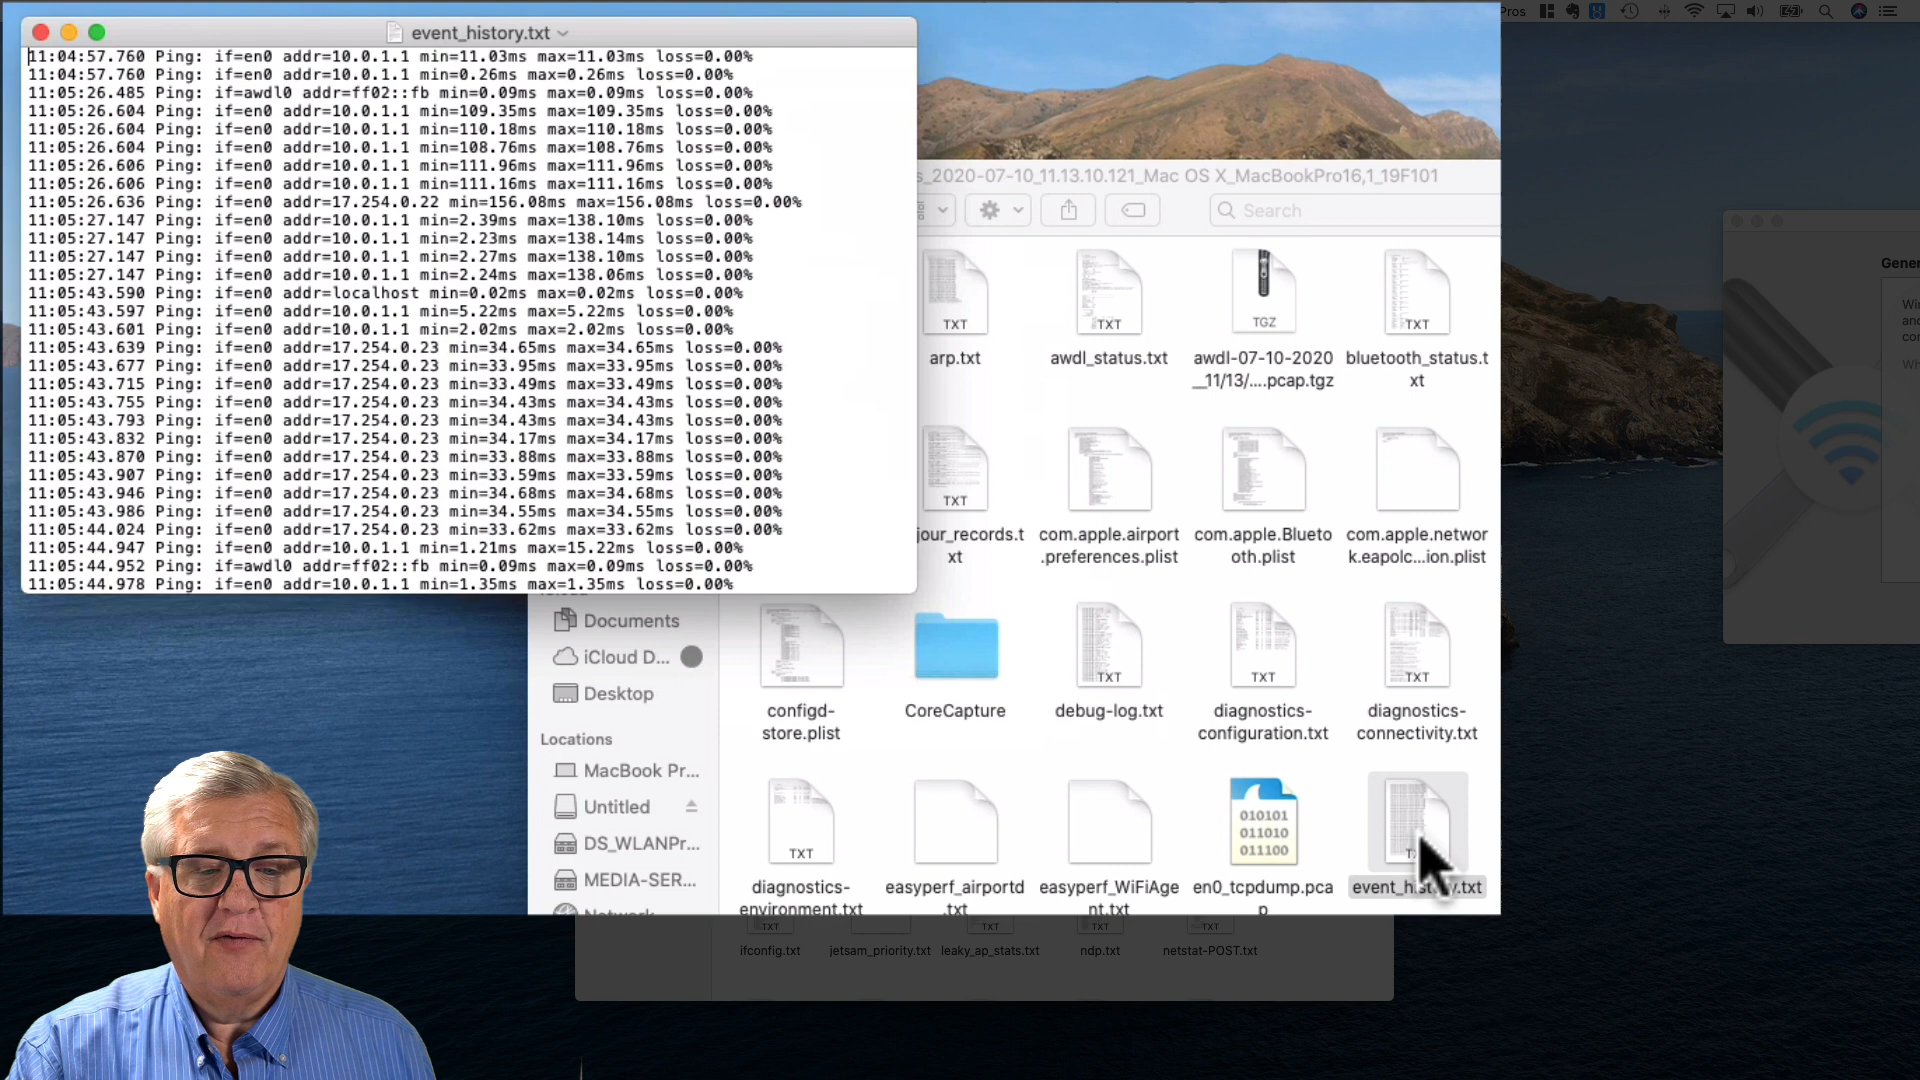 Pros
event_history.txt
11:04:57.760 Ping: if=en0 addr=10.0.1.1 min=11.03ms max=11.03ms loss=0.00%
11:04:57.760 Ping: if=en0 addr=10.0.1.1 min=0.26ms max=0.26ms loss=0.00%
11:05:26.485 Ping: if=awdl0 addr=ff02::fb min=0.09ms max=0.09ms loss=0.00%
11:05:26.604 Ping: if=en0 addr=10.0.1.1 min=109.35ms max=109.35ms loss=0.00%
11:05:26.604 Ping: if=en0 addr=10.0.1.1 min=110.18ms max=110.18ms loss=0.00%
11:05:26.604 Ping: if=en0 addr=10.0.1.1 min=108.76ms max=108.76ms loss=0.00%
11:05:26.606 Ping: if=en0 addr=10.0.1.1 min=111.96ms max=111.96ms loss=0.00%
11:05:26.606 Ping: if=en0 addr=10.0.1.1 min=111.16ms max=111.16ms loss=0.00%
11:05:26.636 Ping: if=en0 addr=17.254.0.22 min=156.08ms max=156.08ms loss=0.00%
11:05:27.147 Ping: if=en0 addr=10.0.1.1 min=2.39ms max=138.10ms loss=0.00%
11:05:27.147 Ping: if=en0 addr=10.0.1.1 min=2.23ms max=138.14ms loss=0.00%
11:05:27.147 Ping: if=en0 addr=10.0.1.1 min=2.27ms max=138.10ms loss=0.00%
11:05:27.147 Ping: if=en0 addr=10.0.1.1 min=2.24ms max=138.06ms loss=0.00%
11:05:43.590 Ping: if=en0 addr=localhost min=0.02ms max=0.02ms loss=0.00%
11:05:43.597 Ping: if=en0 addr=10.0.1.1 min=5.22ms max=5.22ms loss=0.00%
11:05:43.601 Ping: if=en0 addr=10.0.1.1 min=2.02ms max=2.02ms loss=0.00%
11:05:43.639 Ping: if=en0 addr=17.254.0.23 min=34.65ms max=34.65ms loss=0.00%
11:05:43.677 Ping: if=en0 addr=17.254.0.23 min=33.95ms max=33.95ms loss=0.00%
11:05:43.715 Ping: if=en0 addr=17.254.0.23 min=33.49ms max=33.49ms loss=0.00%
11:05:43.755 Ping: if=en0 addr=17.254.0.23 min=34.43ms max=34.43ms loss=0.00%
11:05:43.793 Ping: if=en0 addr=17.254.0.23 min=34.43ms max=34.43ms loss=0.00%
11:05:43.832 Ping: if=en0 addr=17.254.0.23 min=34.17ms max=34.17ms loss=0.00%
11:05:43.870 Ping: if=en0 addr=17.254.0.23 min=33.88ms max=33.88ms loss=0.00%
11:05:43.907 Ping: if=en0 addr=17.254.0.23 min=33.59ms max=33.59ms loss=0.00%
11:05:43.946 Ping: if=en0 addr=17.254.0.23 min=34.68ms max=34.68ms loss=0.00%
11:05:43.986 Ping: if=en0 addr=17.254.0.23 min=34.55ms max=34.55ms loss=0.00%
11:05:44.024 Ping: if=en0 addr=17.254.0.23 min=33.62ms max=33.62ms loss=0.00%
11:05:44.947 Ping: if=en0 addr=10.0.1.1 min=1.21ms max=15.22ms loss=0.00%
11:05:44.952 Ping: if=awdl0 addr=ff02::fb min=0.09ms max=0.09ms loss=0.00%
11:05:44.978 Ping: if=en0 addr=10.0.1.1 min=1.35ms max=1.35ms loss=0.00%
s_2020-07-10_11.13.10.121_Mac OS X_MacBookPro16,1_19F101
Search
TXT
TXT
TGZ
TXT
arp.txt
awdl_status.txt
awdl-07-10-2020
__11/13/....pcap.tgz
bluetooth_status.t
xt
TXT
jour_records.t
xt
com.apple.airport
.preferences.plist
com.apple.Blueto
oth.plist
com.apple.networ
k.eapolc...ion.plist
Documents
iCloud D...
Desktop
Locations
MacBook Pr...
Untitled
DS_WLANPr...
MEDIA-SER...
Network
TXT
TXT
TXT
configd-
store.plist
CoreCapture
debug-log.txt
diagnostics-
configuration.txt
diagnostics-
connectivity.txt
TXT
010101
011010
011100
diagnostics-
environment.txt
easyperf_airportd
.txt
easyperf_WiFiAge
nt.txt
en0_tcpdump.pca
p
event_history.txt
TXT
TXT
TXT
TXT
ifconfig.txt
jetsam_priority.txt
leaky_ap_stats.txt
ndp.txt
netstat-POST.txt
Gener
Wi
and
con
Wh